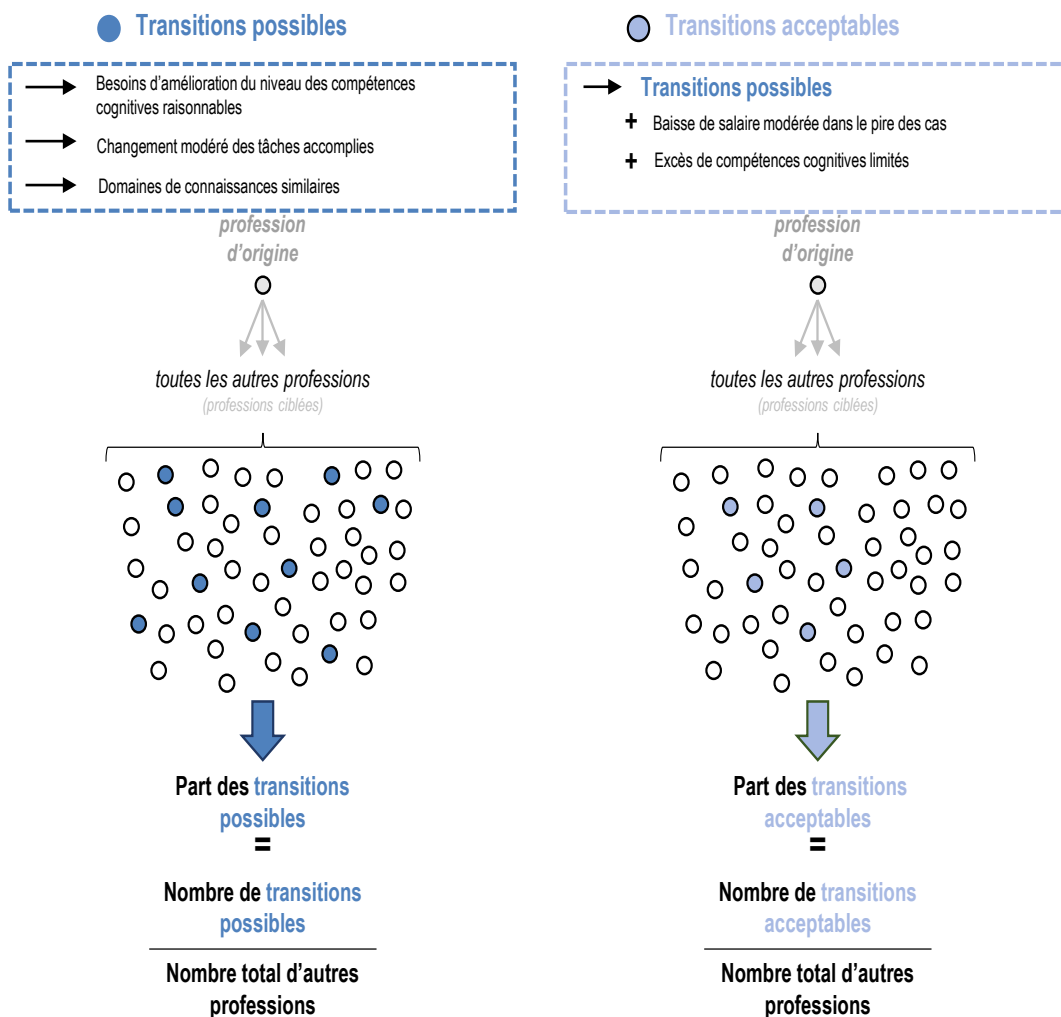 Transitions possibles
Besoins d’amélioration du niveau des compétences
cognitives raisonnables
Changement modéré des tâches accomplies
Domaines de connaissances similaires
profession
d’origine
toutes les autres professions
(professions ciblées)
Part des transitions
possibles
=
Nombre de transitions
possibles
Nombre total d’autres
professions
Transitions acceptables
Transitions possibles
+ Baisse de salaire modérée dans le pire des cas
+ Excès de compétences cognitives limités
profession
d’origine
toutes les autres professions
(professions ciblées)
Part des transitions
acceptables
=
Nombre de transitions
acceptables
Nombre total d’autres
professions